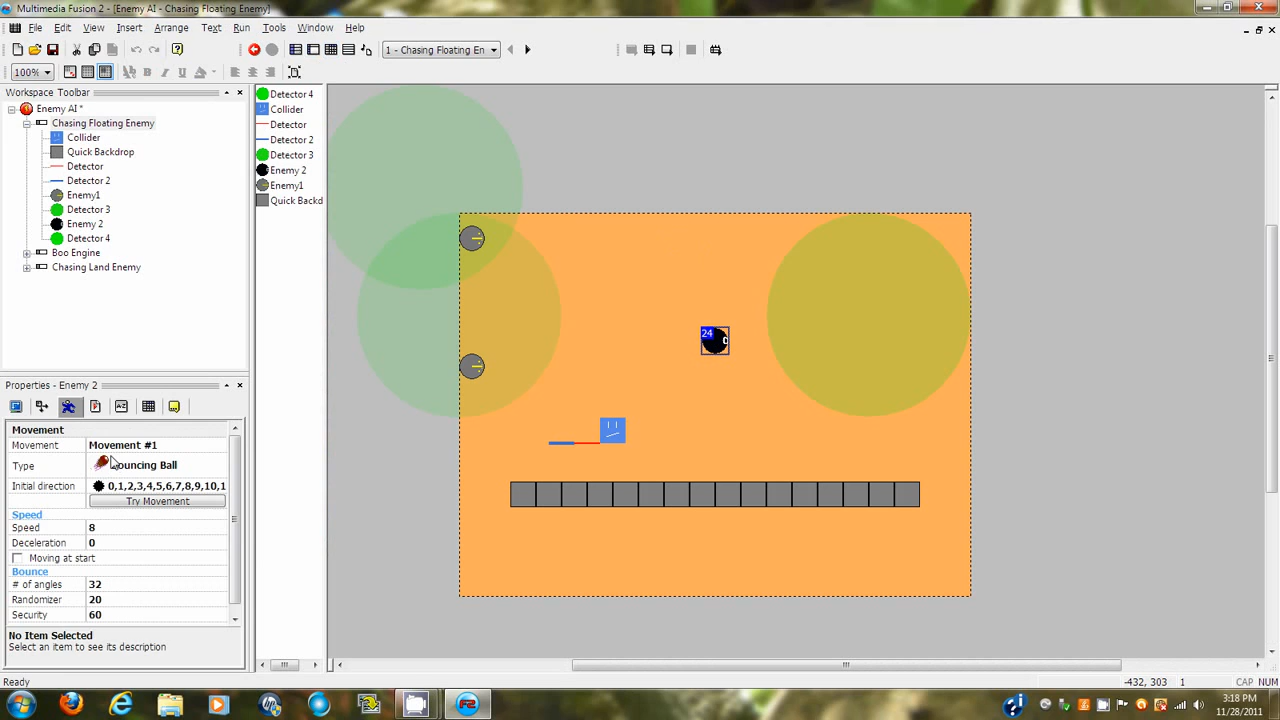 Multimedia Fusion 2 - [Enemy AI - Chasing Floating Enemy]
File Edit View Insert Arrange Text Run Tools Window Help
1 - Chasing Floating En
100%
Workspace Toolbar
Enemy AI *
Chasing Floating Enemy
Collider
Quick Backdrop
Detector
Detector 2
Enemy1
Detector 3
Enemy 2
Detector 4
Boo Engine
Chasing Land Enemy
Detector 4
Collider
Detector
Detector 2
Detector 3
Enemy 2
Enemy1
Quick Backd
24
Properties - Enemy 2
Movement
Movement Movement #1
Type ouncing Ball
Initial direction 0,1,2,3,4,5,6,7,8,9,10,1
Try Movement
Speed
Speed 8
Deceleration 0
Moving at start
Bounce
# of angles 32
Randomizer 20
Security 60
No Item Selected
Select an item to see its description
Ready
-432, 303 1 CAP NUM
3:18 PM
11/28/2011